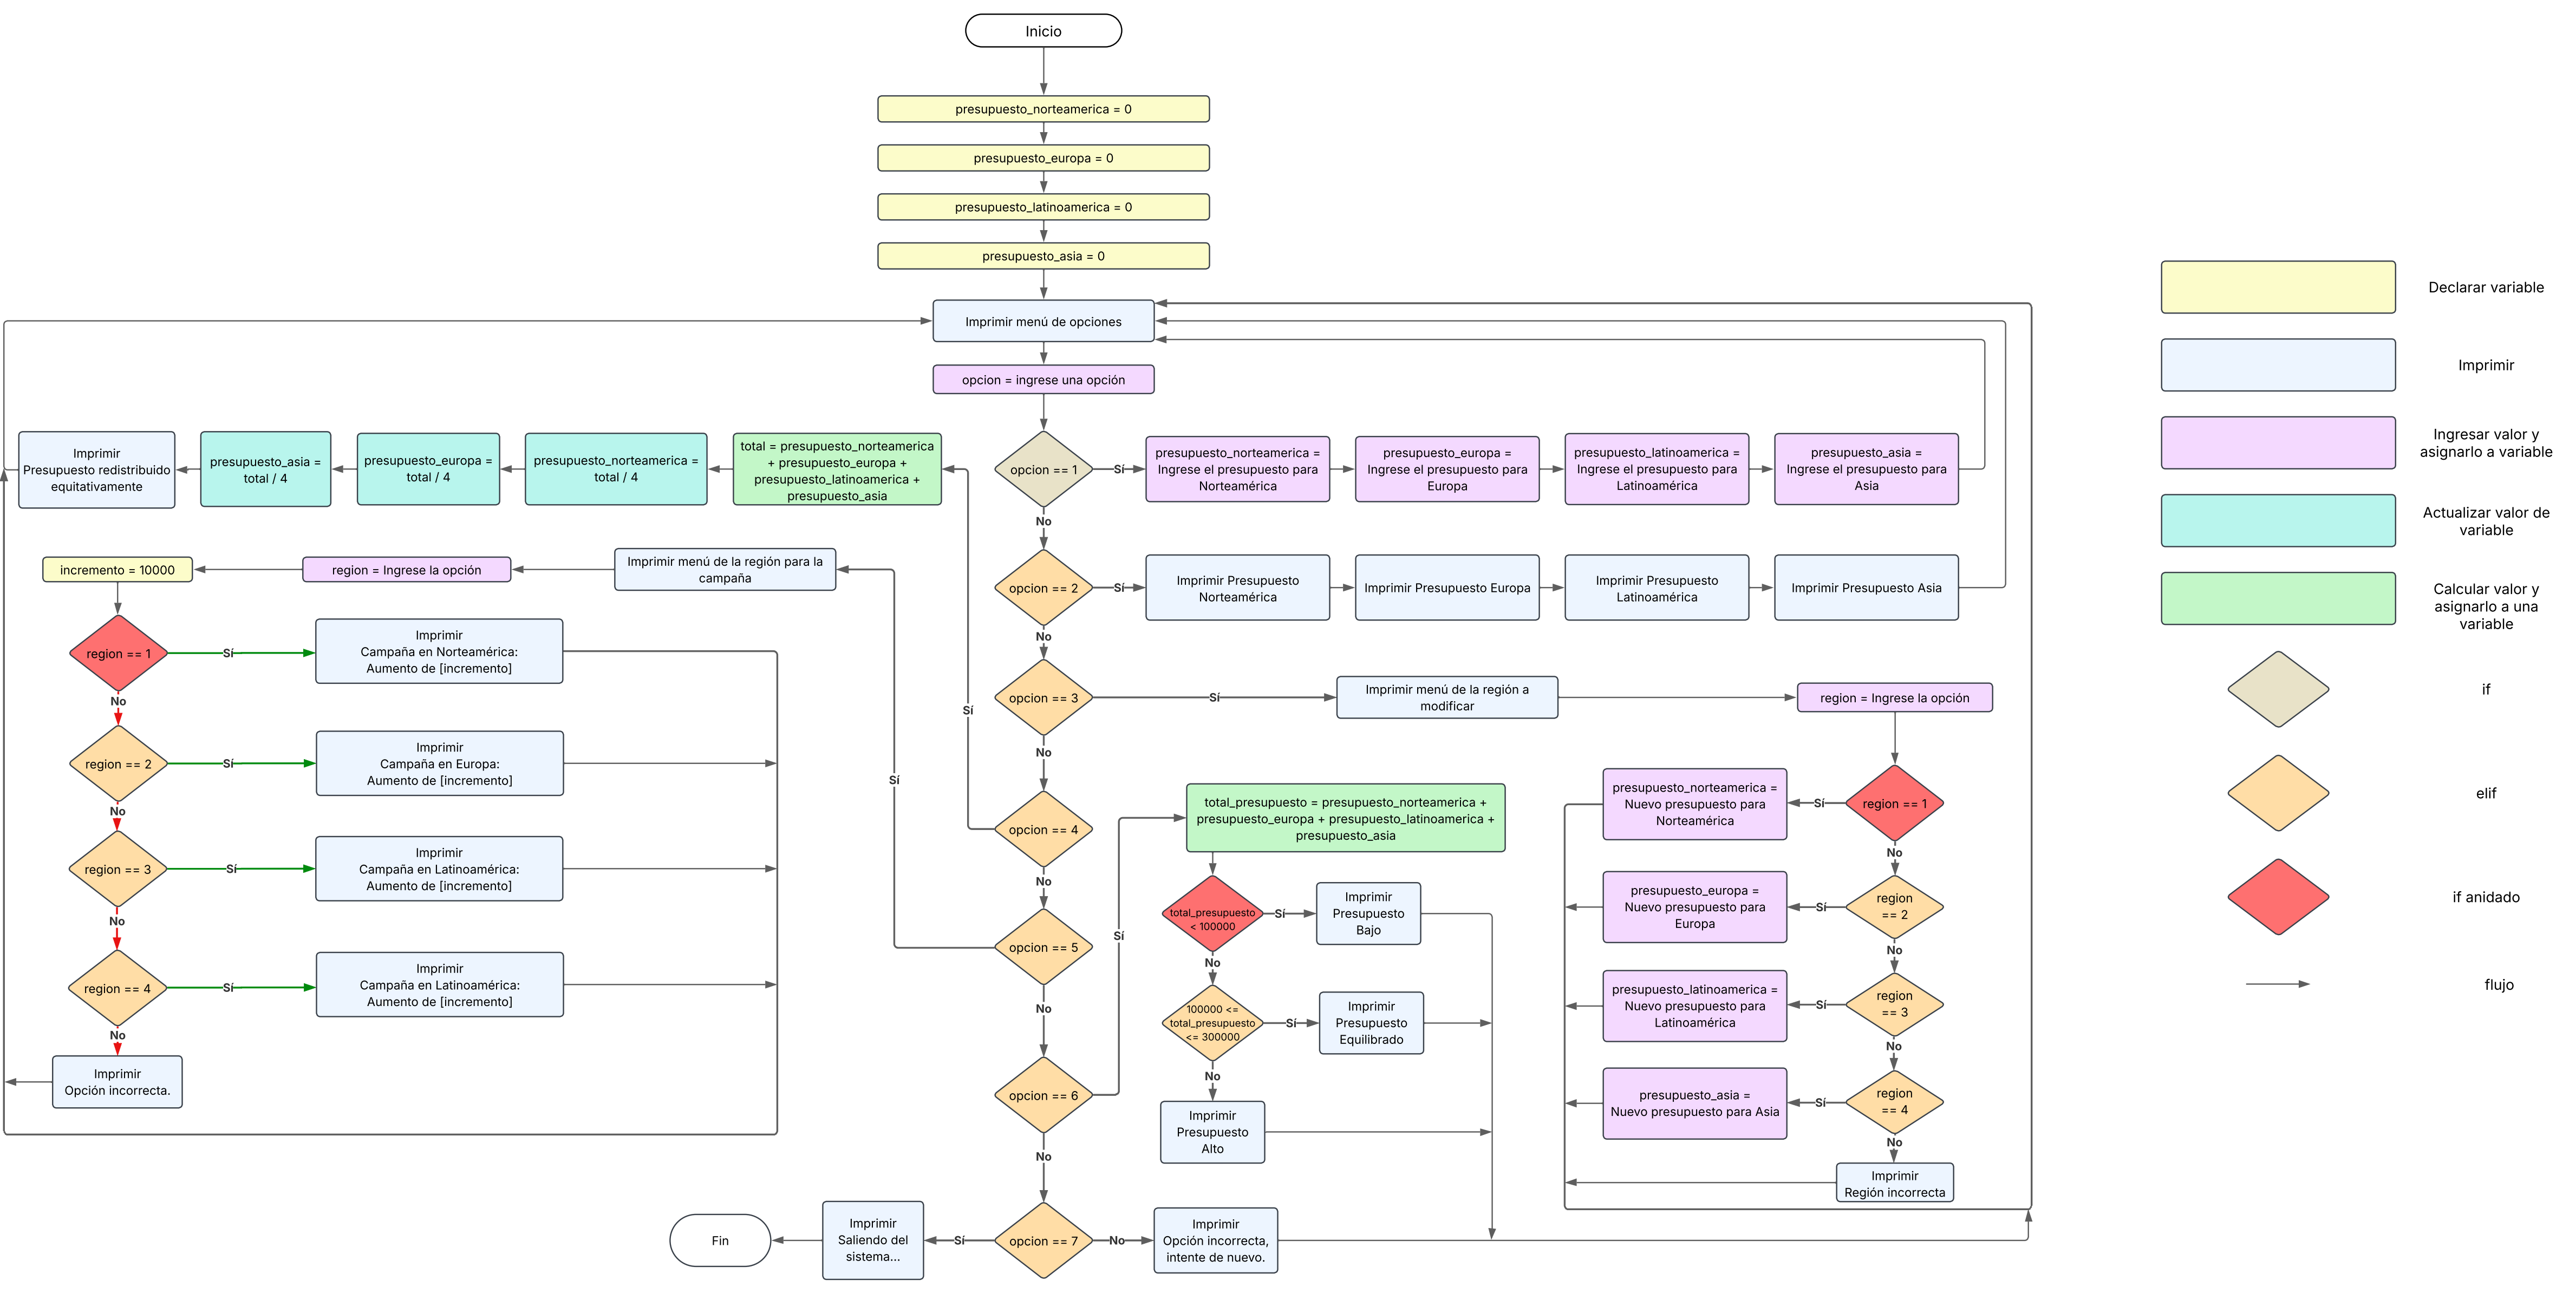 Inicio
presupuesto_norteamerica = 0
presupuesto_europa = 0
presupuesto_latinoamerica = 0
presupuesto_asia = 0
Imprimir menú de opciones
opcion = ingrese una opción
opcion == 1
Sí
presupuesto_norteamerica =
Ingrese el presupuesto para
Norteamérica
presupuesto_europa =
Ingrese el presupuesto para
Europa
presupuesto_latinoamerica =
Ingrese el presupuesto para
Latinoamérica
presupuesto_asia =
Ingrese el presupuesto para
Asia
No
opcion == 2
Sí
Imprimir Presupuesto
Norteamérica
Imprimir Presupuesto Europa
Imprimir Presupuesto
Latinoamérica
Imprimir Presupuesto Asia
No
opcion == 3
Sí
Imprimir menú de la región a
modificar
region = Ingrese la opción
region == 1
Sí
presupuesto_norteamerica =
Nuevo presupuesto para
Norteamérica
No
region
== 2
Sí
presupuesto_europa =
Nuevo presupuesto para
Europa
No
region
== 3
Sí
presupuesto_latinoamerica =
Nuevo presupuesto para
Latinoamérica
No
region
== 4
Sí
presupuesto_asia =
Nuevo presupuesto para Asia
No
Imprimir
Región incorrecta
No
opcion == 4
Sí
total = presupuesto_norteamerica
+ presupuesto_europa +
presupuesto_latinoamerica +
presupuesto_asia
presupuesto_norteamerica =
total / 4
presupuesto_europa =
total / 4
presupuesto_asia =
total / 4
Imprimir
Presupuesto redistribuido
equitativamente
No
opcion == 5
Sí
Imprimir menú de la región para la
campaña
region = Ingrese la opción
incremento = 10000
region == 1
Sí
Imprimir
Campaña en Norteamérica:
Aumento de [incremento]
No
region == 2
Sí
Imprimir
Campaña en Europa:
Aumento de [incremento]
No
region == 3
Sí
Imprimir
Campaña en Latinoamérica:
Aumento de [incremento]
No
region == 4
Sí
Imprimir
Campaña en Latinoamérica:
Aumento de [incremento]
No
Imprimir
Opción incorrecta.
No
opcion == 6
Sí
total_presupuesto = presupuesto_norteamerica +
presupuesto_europa + presupuesto_latinoamerica +
presupuesto_asia
total_presupuesto
< 100000
Sí
Imprimir
Presupuesto
Bajo
No
100000 <=
total_presupuesto
<= 300000
Sí
Imprimir
Presupuesto
Equilibrado
No
Imprimir
Presupuesto
Alto
No
opcion == 7
Sí
Imprimir
Saliendo del
sistema...
Fin
No
Imprimir
Opción incorrecta,
intente de nuevo.
Declarar variable
Imprimir
Ingresar valor y
asignarlo a variable
Actualizar valor de
variable
Calcular valor y
asignarlo a una
variable
if
elif
if anidado
flujo